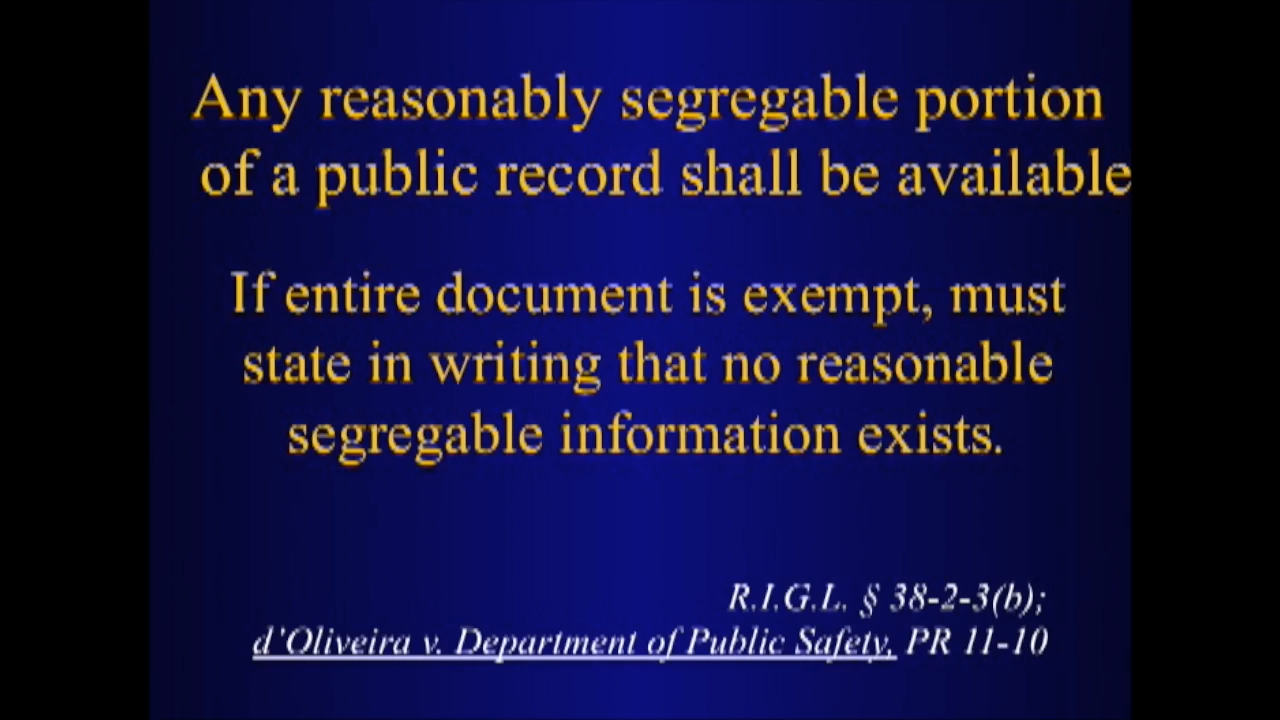 Any reasonably segregable portion
of a public record shall be available
If entire document is exempt, must
state in writing that no reasonable
segregable information exists.
R.I.G.L. § 38-2-3(b);
d'Oliveira v. Department of Public Safety, PR 11-10